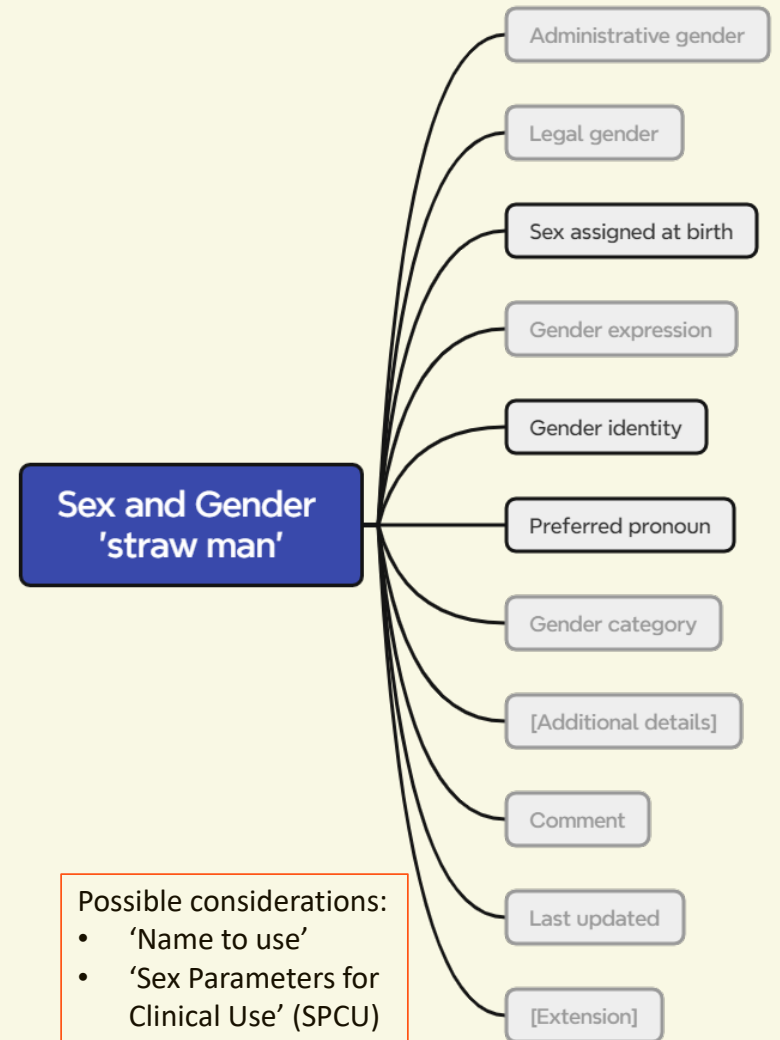 Administrative gender
Legal gender
Sex assigned at birth
Gender expression
Gender identity
Sex and Gender
'straw man'
Preferred pronoun
Gender category
[Additional details]
Comment
Last updated
[Extension]
Possible considerations:
• ‘Name to use’
• ‘Sex Parameters for
Clinical Use’ (SPCU)